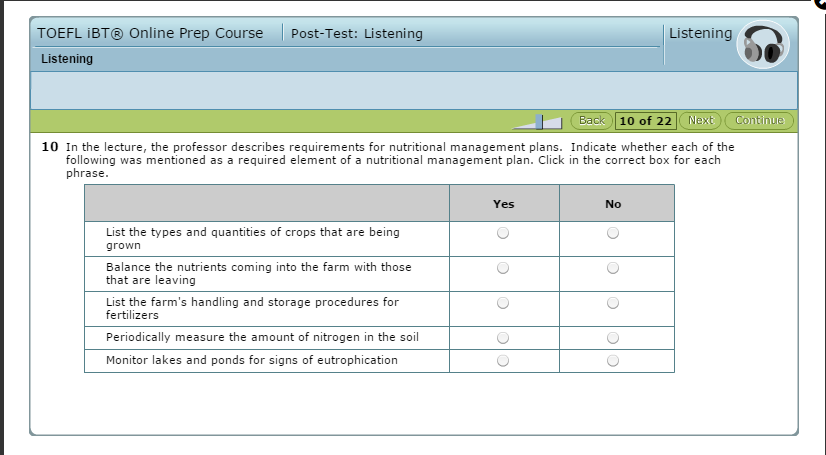 TOEFL iBT® Online Prep Course Post-Test: Listening Listening
Listening
Back 10 of 22 Next Continue
10 In the lecture, the professor describes requirements for nutritional management plans. Indicate whether each of the
following was mentioned as a required element of a nutritional management plan. Click in the correct box for each
phrase.
Yes No
List the types and quantities of crops that are being
grown
Balance the nutrients coming into the farm with those
that are leaving
List the farm's handling and storage procedures for
fertilizers
Periodically measure the amount of nitrogen in the soil
Monitor lakes and ponds for signs of eutrophication